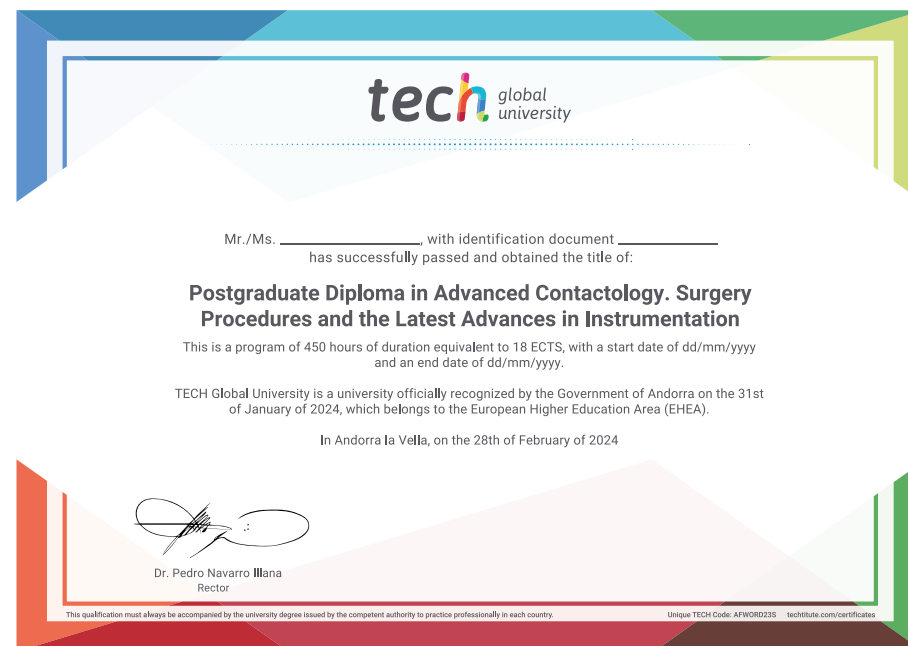 tech global university
Mr./Ms. ____________, with identification document ____________
has successfully passed and obtained the title of:
Postgraduate Diploma in Advanced Contactology. Surgery
Procedures and the Latest Advances in Instrumentation
This is a program of 450 hours of duration equivalent to 18 ECTS, with a start date of dd/mm/yyyy
and an end date of dd/mm/yyyy.
TECH Global University is a university officially recognized by the Government of Andorra on the 31st
of January of 2024, which belongs to the European Higher Education Area (EHEA).
In Andorra la Vella, on the 28th of February of 2024
Dr. Pedro Navarro Illana
Rector
This qualification must always be accompanied by the university degree issued by the competent authority to practice professionally in each country.
Unique TECH Code: AFWORD23S techtitute.com/certificates